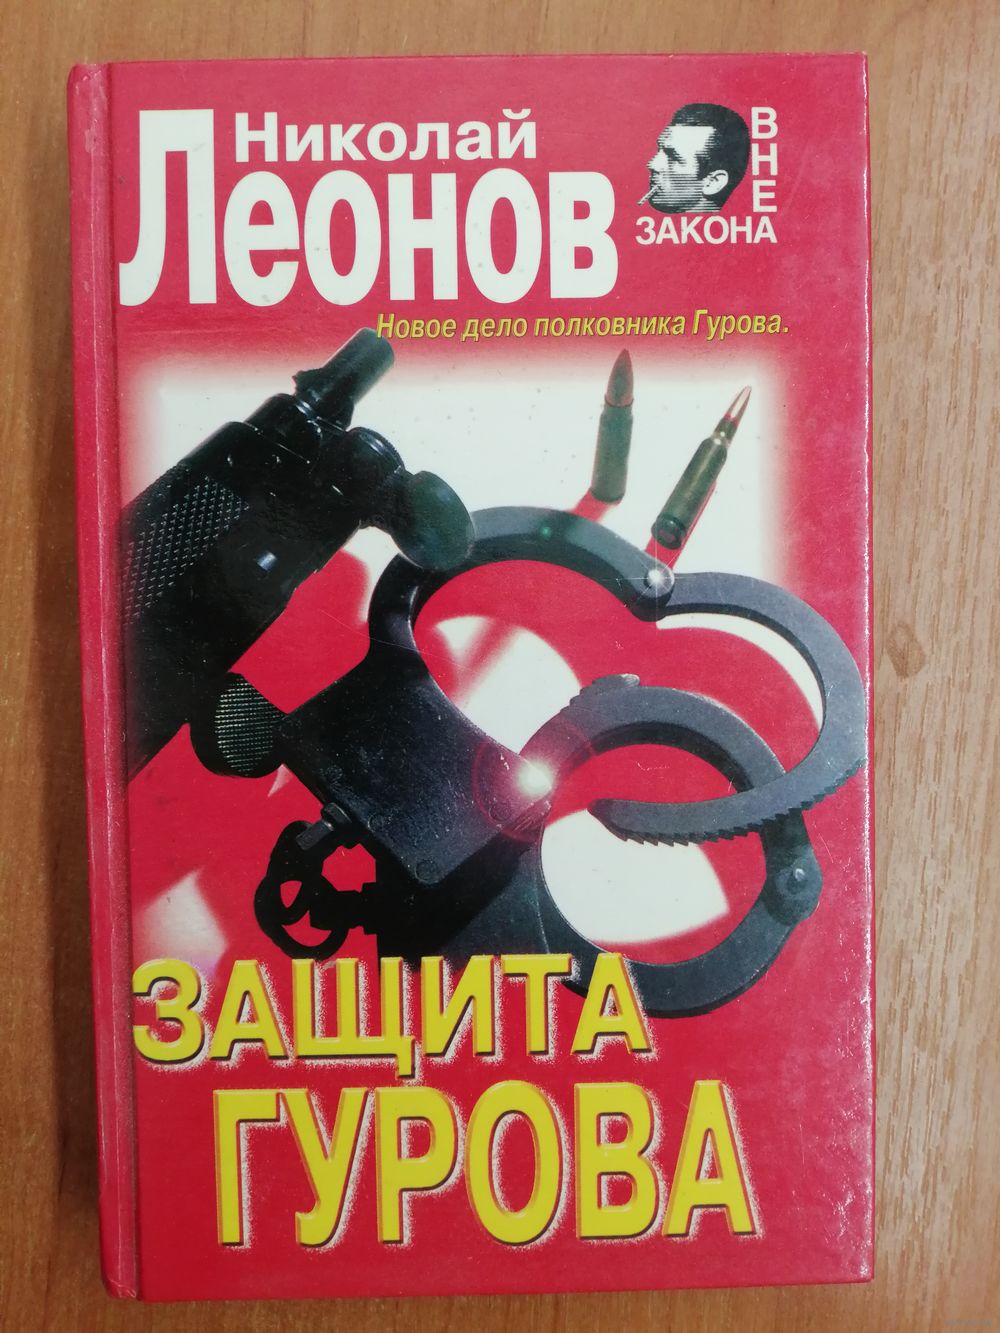 Николай
Леонов
ВНЕ
ЗАКОНА
Новое дело полковника Гурова.
ЗАЩИТА
ГУРОВА